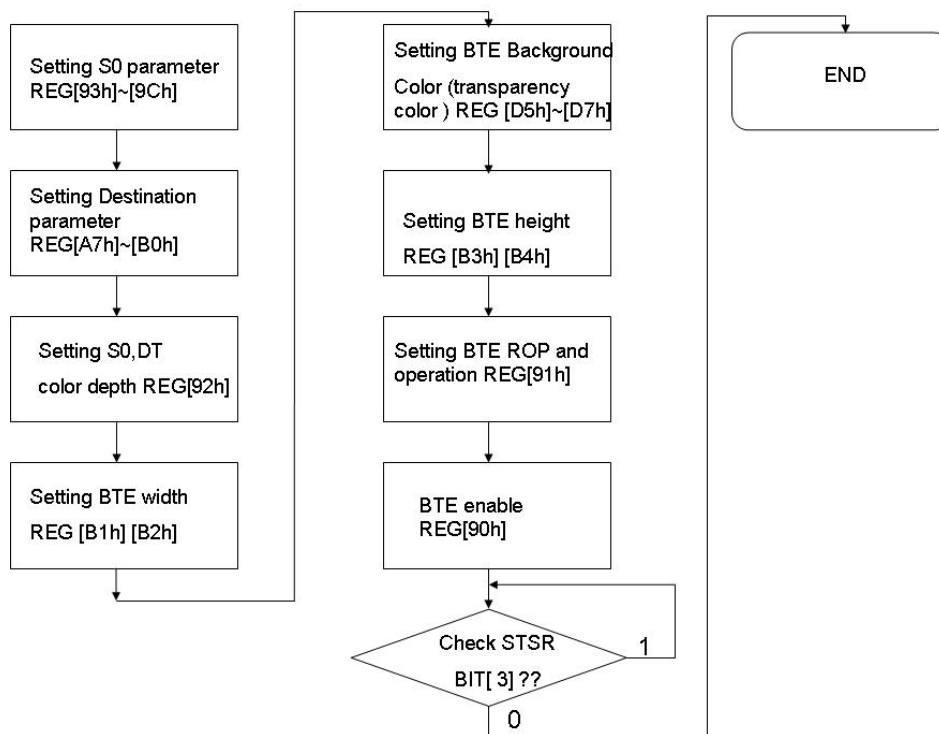 Setting S0 parameter
REG[93h]~[9Ch]
Setting Destination
parameter
REG[A7h]~[B0h]
Setting S0,DT
color depth REG[92h]
Setting BTE width
REG [B1h] [B2h]
Setting BTE Background
Color (transparency
color ) REG [D5h]~[D7h]
Setting BTE height
REG [B3h] [B4h]
Setting BTE ROP and
operation REG[91h]
BTE enable
REG[90h]
Check STSR
BIT[ 3] ??
1
0
END